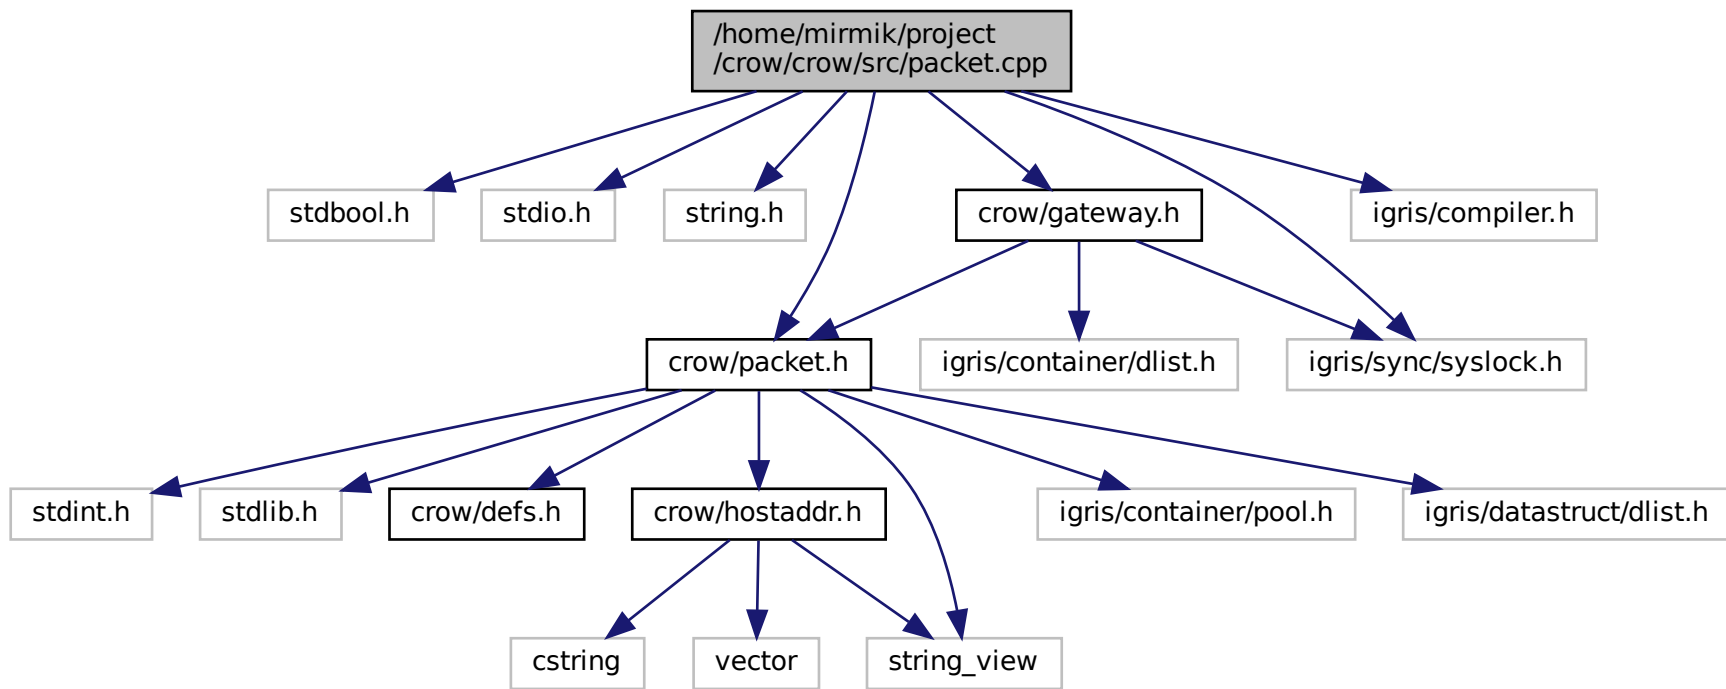 /home/mirmik/project
/crow/crow/src/packet.cpp
stdbool.h
stdio.h
string.h
crow/gateway.h
igris/compiler.h
crow/packet.h
igris/container/dlist.h
igris/sync/syslock.h
stdint.h
stdlib.h
crow/defs.h
crow/hostaddr.h
igris/container/pool.h
igris/datastruct/dlist.h
cstring
vector
string_view